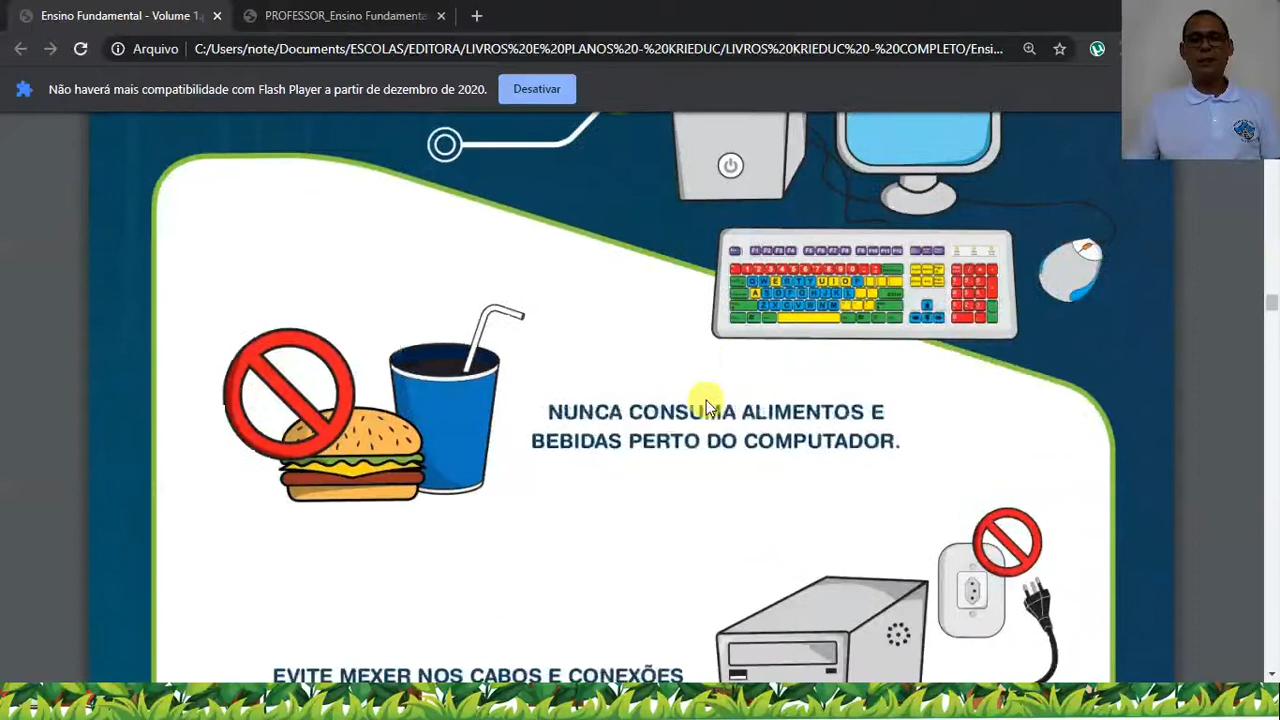 Ensino Fundamental - Volume 1.
PROFESSOR_Ensino Fundamenta
Arquivo
C:/Users/note/Documents/ESCOLAS/EDITORA/LIVROS%20E%20PLANOS%20-%20KRIEDUC/LIVROS%20KRIEDUC%20-%20COMPLETO/Ensi...
Não haverá mais compatibilidade com Flash Player a partir de dezembro de 2020.
Desativar
NUNCA CONSUMA ALIMENTOS E
BEBIDAS PERTO DO COMPUTADOR.
EVITE MEXER NOS CABOS E CONEXÕES